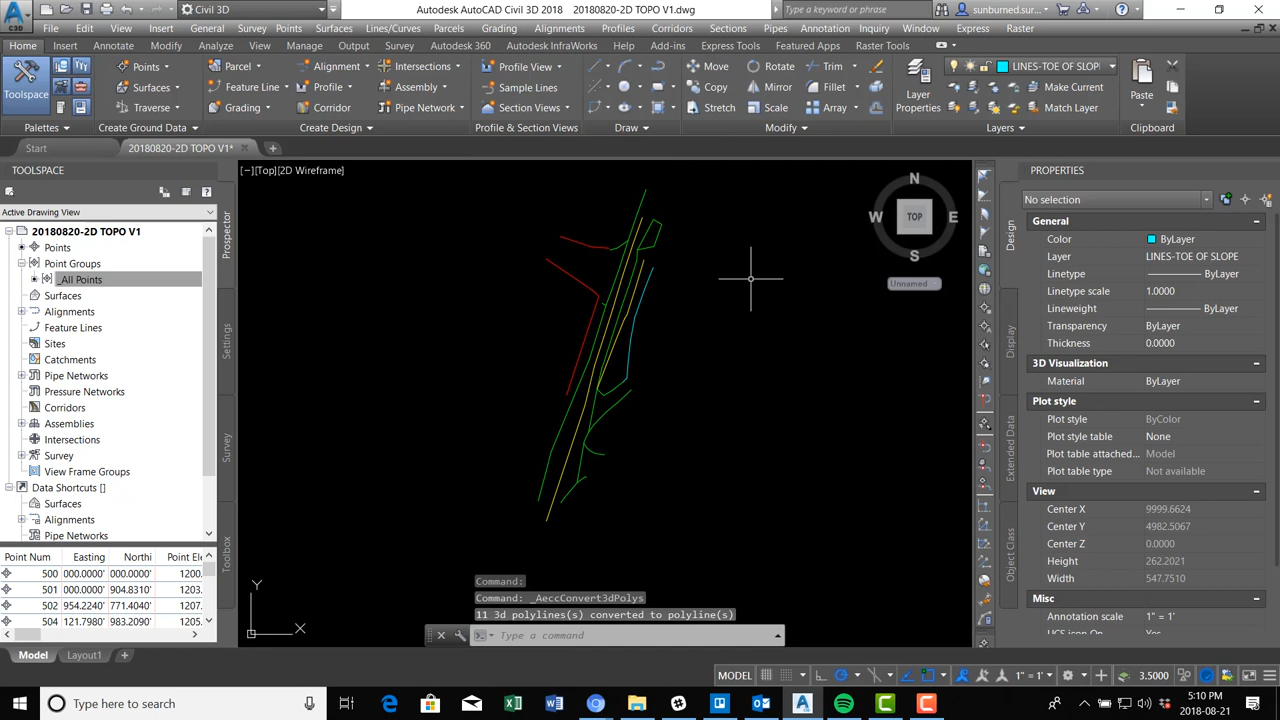 Civil 3D
Autodesk AutoCAD Civil 3D 2018 20180820-2D TOPO V1.dwg
Type a keyword or phrase
sunburned.sur...
C3D
File Edit View Insert General Survey Points Surfaces Lines/Curves Parcels Grading Alignments Profiles Corridors Sections Pipes Annotation Inquiry Window Express Raster
Home Insert Annotate Modify Analyze View Manage Output Survey Autodesk 360 Autodesk InfraWorks Help Add-ins Express Tools Featured Apps Raster Tools
Toolspace
Points
Surfaces
Traverse
Parcel
Feature Line
Grading
Alignment
Profile
Corridor
Intersections
Assembly
Pipe Network
Profile View
Sample Lines
Section Views
Move
Copy
Stretch
Rotate
Mirror
Scale
Trim
Fillet
Array
Layer
Properties
LINES-TOE OF SLOP
Make Current
Match Layer
Paste
Palettes
Create Ground Data
Create Design
Profile & Section Views
Draw
Modify
Layers
Clipboard
Start
20180820-2D TOPO V1*
TOOLSPACE
Active Drawing View
20180820-2D TOPO V1
Points
Point Groups
_All Points
Surfaces
Alignments
Feature Lines
Sites
Catchments
Pipe Networks
Pressure Networks
Corridors
Assemblies
Intersections
Survey
View Frame Groups
Data Shortcuts []
Surfaces
Alignments
Pipe Networks
Prospector
Settings
Survey
Toolbox
Point Num Easting Northi Point Ele
500 000.0000' 000.0000' 1200.
501 000.0000' 904.8310' 1203.
502 954.2240' 771.4040' 1207.
504 121.7980' 983.2090' 1205.
[−][Top][2D Wireframe]
N
W TOP E
S
Unnamed
Y
X
Command:
Command: _AeccConvert3dPolys
11 3d polylines(s) converted to polyline(s)
Type a command
PROPERTIES
No selection
General
Color ByLayer
Layer LINES-TOE OF SLOPE
Linetype ByLayer
Linetype scale 1.0000
Lineweight ByLayer
Transparency ByLayer
Thickness 0.0000
3D Visualization
Material ByLayer
Plot style
Plot style ByColor
Plot style table None
Plot table attached... Model
Plot table type Not available
View
Center X 9999.6624
Center Y 4982.5067
Center Z 0.0000
Height 262.2021
Width 547.7510
Misc
Annotation scale 1" = 1'
UCS icon On Yes
Design
Display
Extended Data
Object Class
Model Layout1
MODEL
1" = 1'
3.5000
Type here to search
5:10 PM
2018-08-21